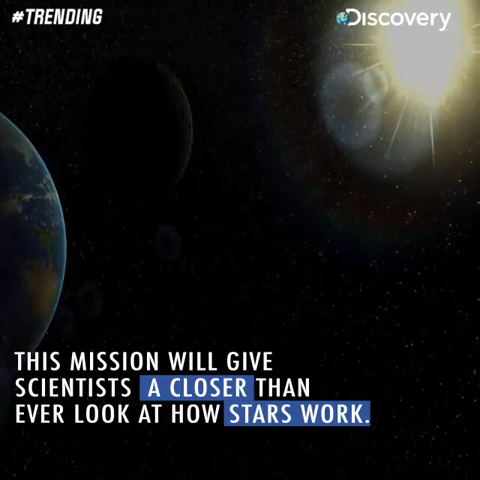 #TRENDING
Discovery
THIS MISSION WILL GIVE
SCIENTISTS A CLOSER THAN
EVER LOOK AT HOW STARS WORK.